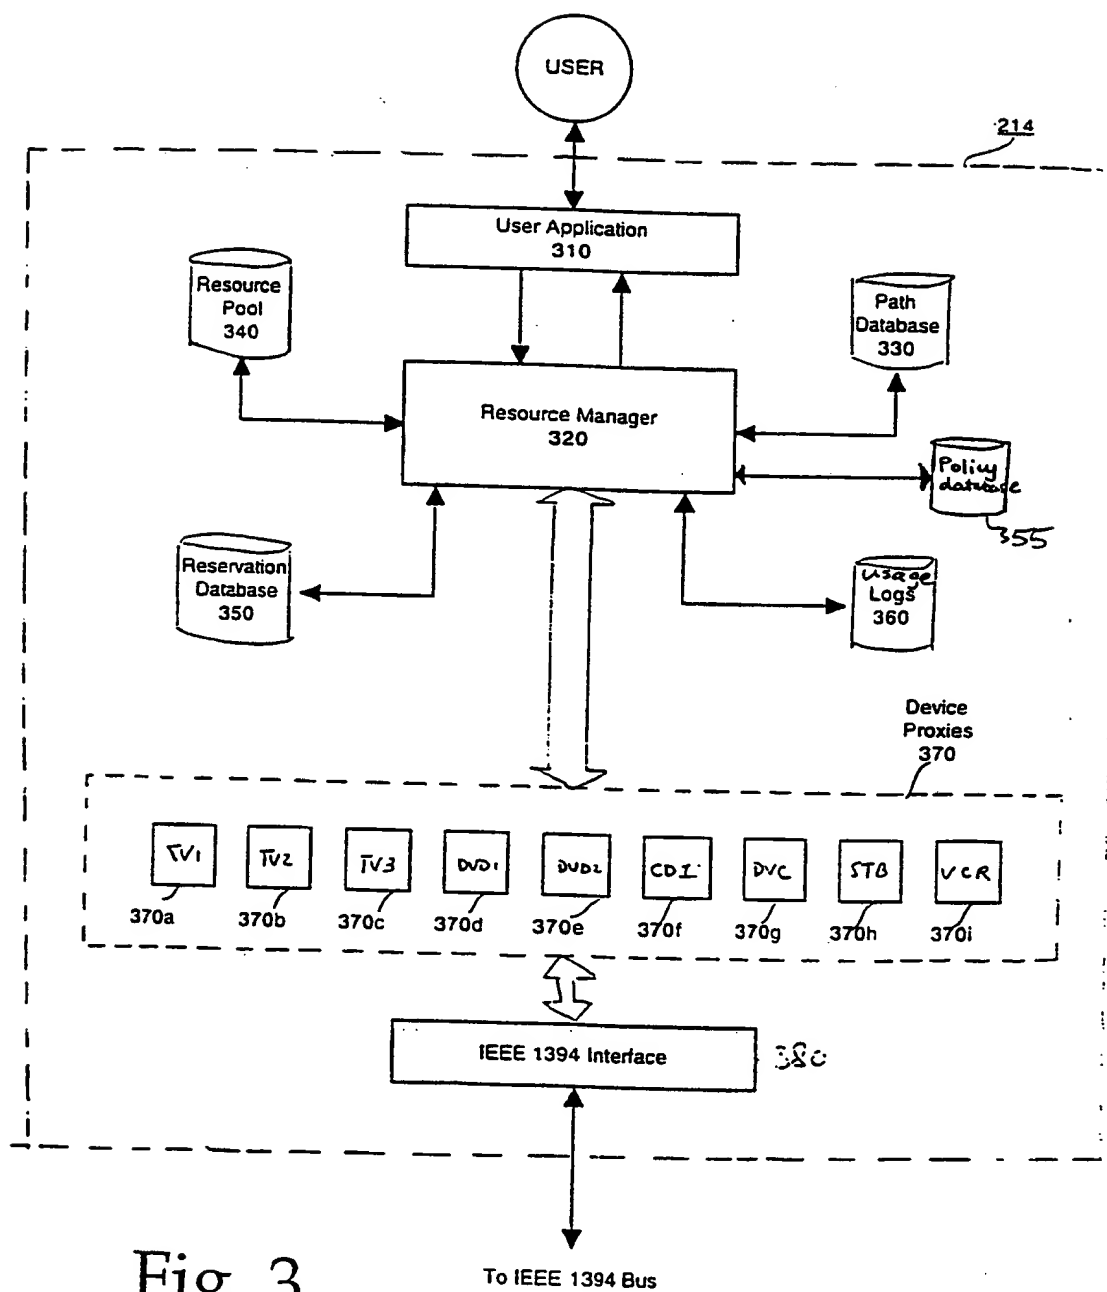 USER
214
User Application
310
Resource
Pool
340
Path
Database
330
Resource Manager
320
Policy
database
355
Reservation
Database
350
usage
Logs
360
Device
Proxies
370
TV1
TV2
TV3
DVD1
DVD2
CDI
DVC
STB
VCR
370a
370b
370c
370d
370e
370f
370g
370h
370i
IEEE 1394 Interface
380
To IEEE 1394 Bus
Fig. 3